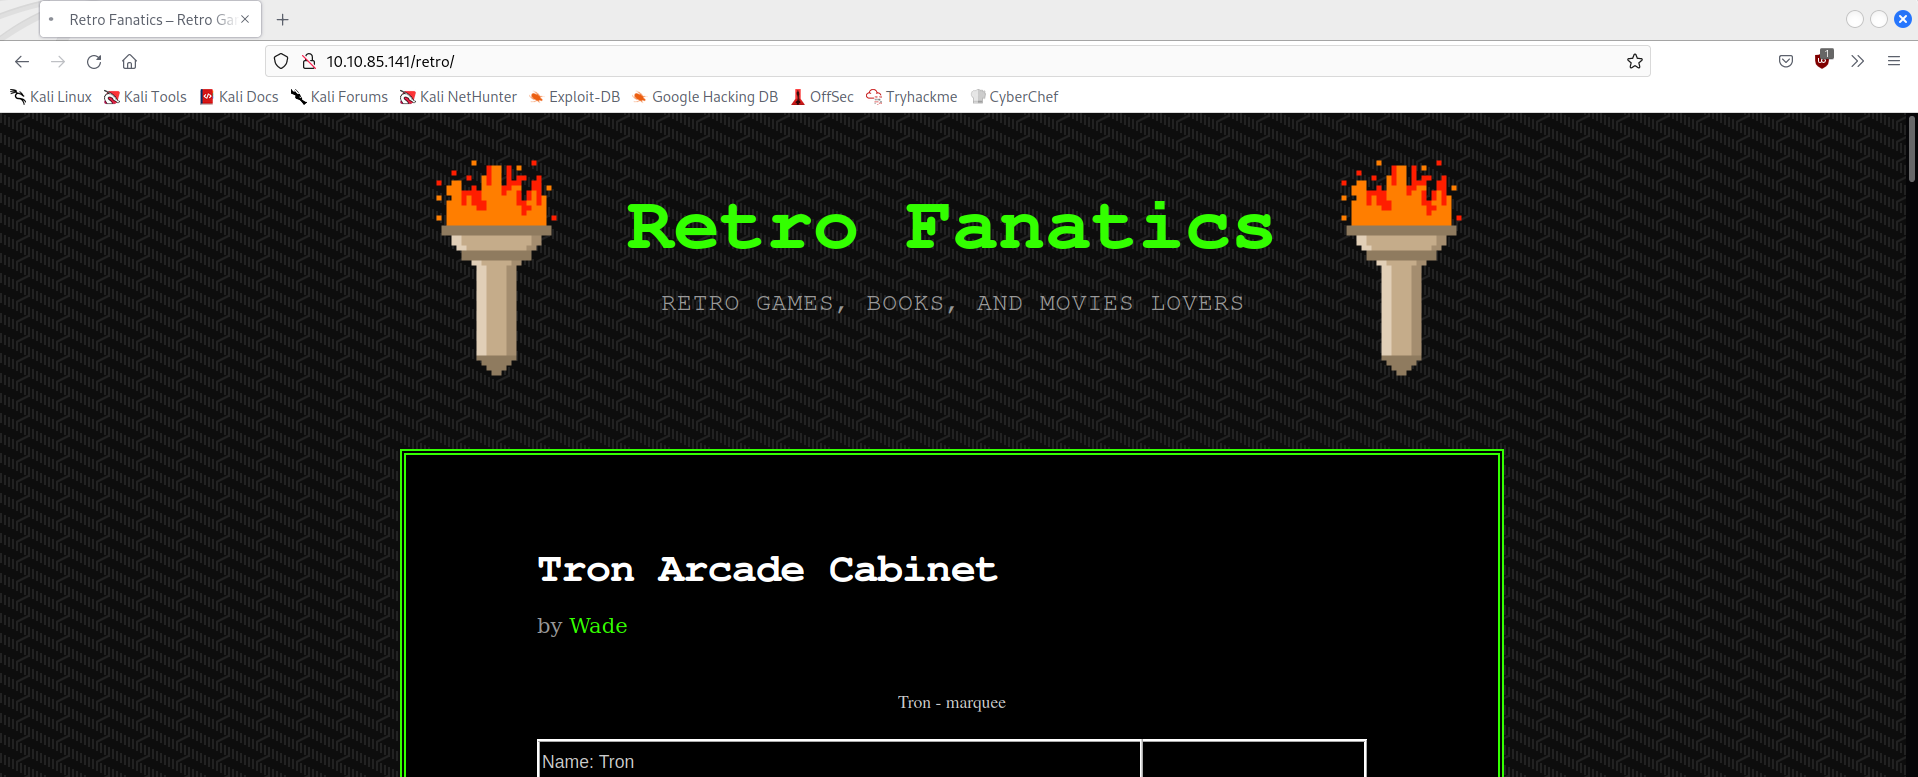 Retro Fanatics – Retro Ga
10.10.85.141/retro/
1
Kali Linux Kali Tools Kali Docs Kali Forums Kali NetHunter Exploit-DB Google Hacking DB OffSec Tryhackme CyberChef
Retro Fanatics
RETRO GAMES, BOOKS, AND MOVIES LOVERS
Tron Arcade Cabinet
by Wade
Tron - marquee
Name: Tron